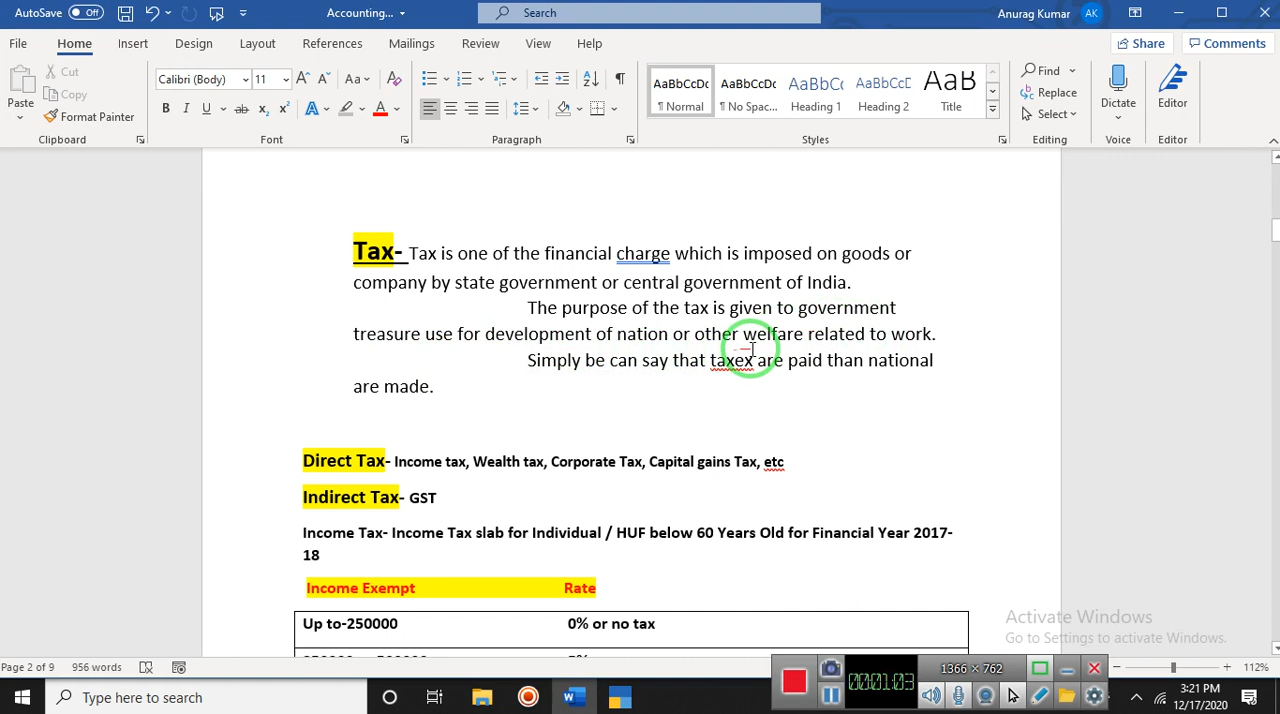 AutoSave Off Accounting... Search Anurag Kumar AK
File Home Insert Design Layout References Mailings Review View Help Share Comments
Paste Cut Copy Format Painter Clipboard
Calibri (Body) 11 Aa A
B I U ab x₂ x² A A Font
Paragraph
AaBbCcDc AaBbCcDc AaBbCc AaBbCcD AaB
¶ Normal ¶ No Spac... Heading 1 Heading 2 Title
Styles
Find Replace Select Editing
Dictate Voice
Editor Editor
Tax- Tax is one of the financial charge which is imposed on goods or
company by state government or central government of India.
The purpose of the tax is given to government
treasure use for development of nation or other welfare related to work.
Simply be can say that taxex are paid than national
are made.
Direct Tax- Income tax, Wealth tax, Corporate Tax, Capital gains Tax, etc
Indirect Tax- GST
Income Tax- Income Tax slab for Individual / HUF below 60 Years Old for Financial Year 2017-
18
Income Exempt Rate
Up to-250000 0% or no tax
Activate Windows
Go to Settings to activate Windows.
Page 2 of 9 956 words 112%
00:01:03 1366 × 762
Type here to search
3:21 PM
12/17/2020